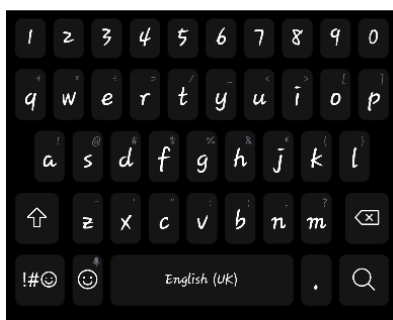 1 2 3 4 5 6 7 8 9 0
+ × ÷ = / _ < > [ ]
q w e r t y u i o p
! @ # $ % & * ( )
a s d f g h j k l
- ' " : ; , ?
z x c v b n m
!#☺ English (UK) .